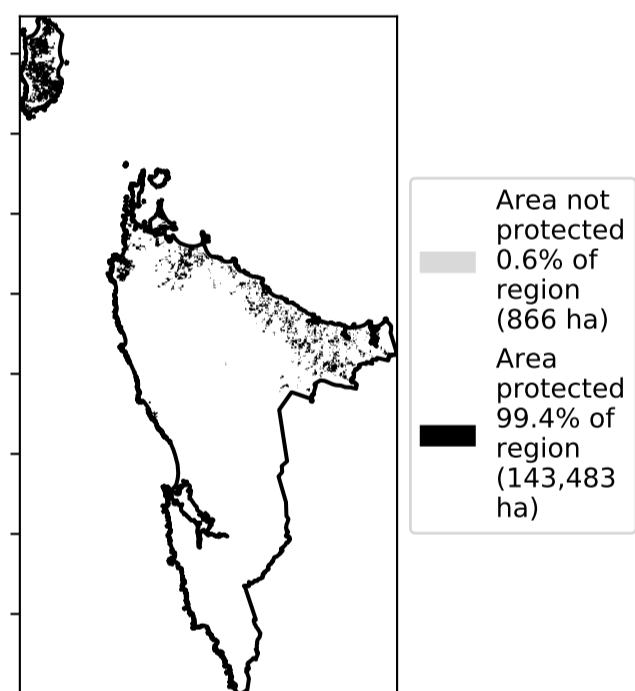 Area not
protected
0.6% of
region
(866 ha)
Area
protected
99.4% of
region
(143,483
ha)